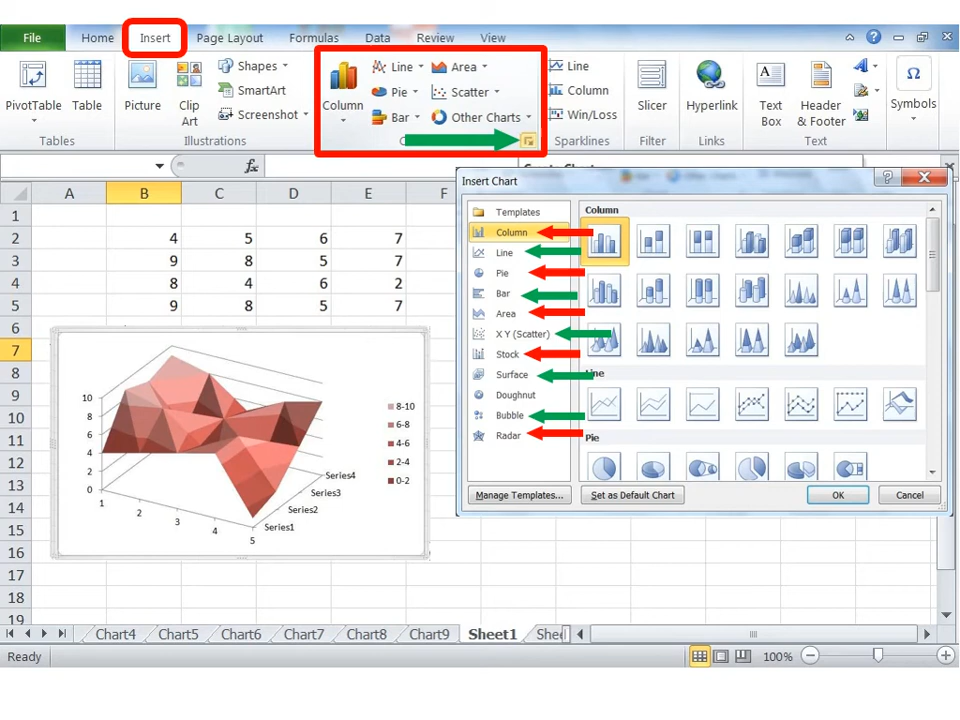 File Home Insert Page Layout Formulas Data Review View
PivotTable Table Picture Clip Art Shapes SmartArt Screenshot
Column Line Pie Bar Area Scatter Other Charts
Line Column Win/Loss Slicer Hyperlink Text Box Header & Footer Symbols
Tables Illustrations Sparklines Filter Links Text
fx
A B C D E F
1
2 4 5 6 7
3 9 8 5 7
4 8 4 6 2
5 9 8 5 7
6
7
8
9
10
11
12
13
14
15
16
17
18
19
10
8
6
4
2
0
1 2 3 4 5
Series1
Series2
Series3
Series4
8-10
6-8
4-6
2-4
0-2
Insert Chart
Templates
Column
Line
Pie
Bar
Area
X Y (Scatter)
Stock
Surface
Doughnut
Bubble
Radar
Column
Pie
Manage Templates... Set as Default Chart OK Cancel
Chart4 Chart5 Chart6 Chart7 Chart8 Chart9 Sheet1
Ready 100%